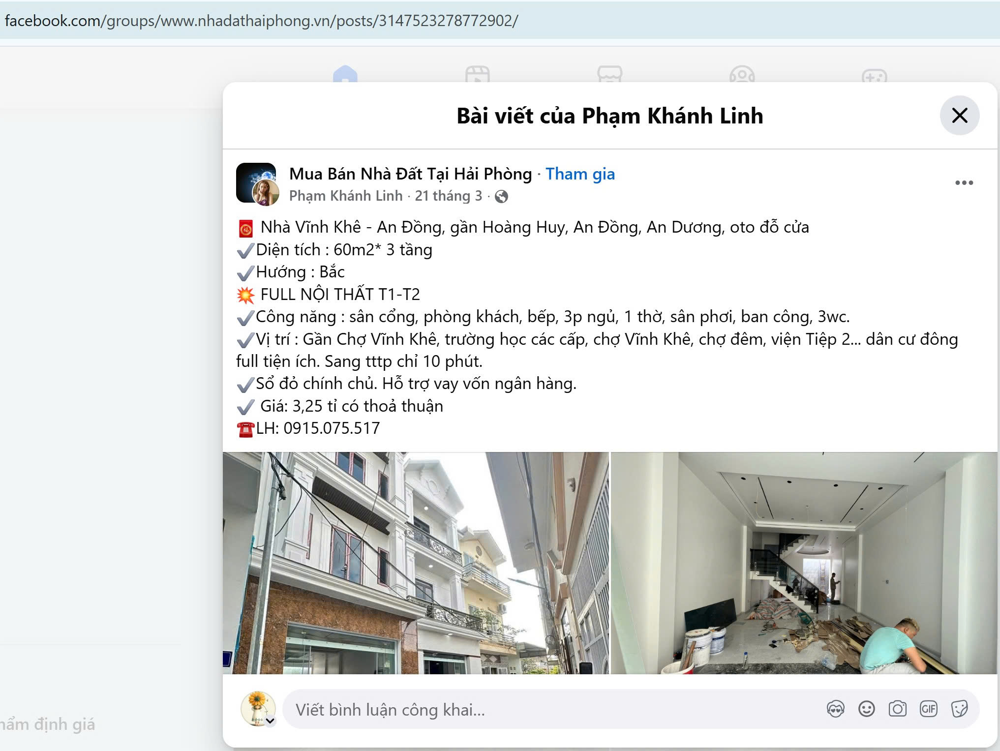 facebook.com/groups/www.nhadathaiphong.vn/posts/3147523278772902/
Bài viết của Phạm Khánh Linh
Mua Bán Nhà Đất Tại Hải Phòng · Tham gia
Phạm Khánh Linh · 21 tháng 3 ·
Nhà Vĩnh Khê - An Đồng, gần Hoàng Huy, An Đồng, An Dương, oto đỗ cửa
Diện tích : 60m2* 3 tầng
Hướng : Bắc
FULL NỘI THẤT T1-T2
Công năng : sân cổng, phòng khách, bếp, 3p ngủ, 1 thờ, sân phơi, ban công, 3wc.
Vị trí : Gần Chợ Vĩnh Khê, trường học các cấp, chợ Vĩnh Khê, chợ đêm, viện Tiệp 2... dân cư đông
full tiện ích. Sang tttp chỉ 10 phút.
Sổ đỏ chính chủ. Hỗ trợ vay vốn ngân hàng.
Giá: 3,25 tỉ có thoả thuận
LH: 0915.075.517
Viết bình luận công khai...
GIF
định giá